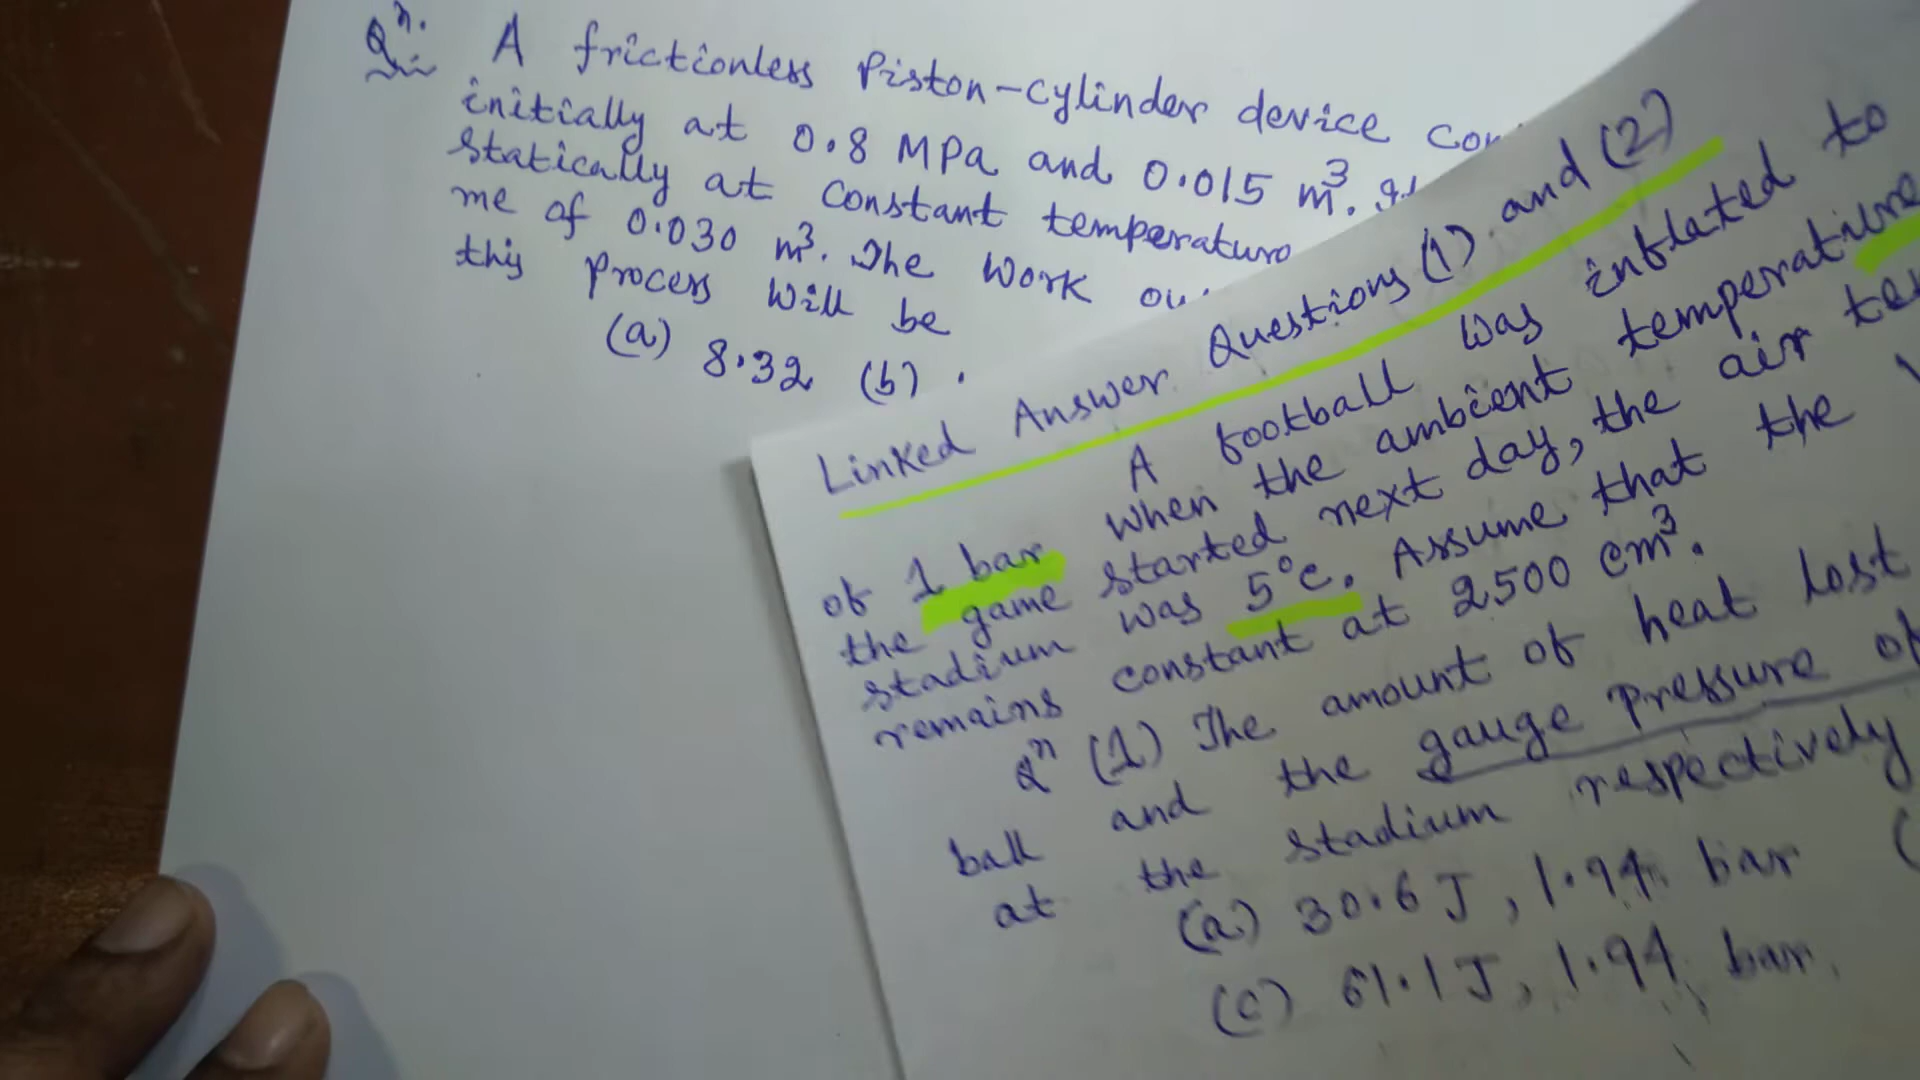 Qn. A frictionless Piston-cylinder device
initially at 0.8 MPa and 0.015 m³.
statically at constant temperature
me of 0.030 m³. The work
this process will be
(a) 8.32 (b)
Linked Answer Questions (1) and (2)
A football was inflated to
of 1 bar when the ambient temperature
the game started next day, the air
stadium was 5°c. Assume that the
remains constant at 2500 cm³.
Qn (1) The amount of heat lost
ball and the gauge pressure of
at the stadium respectively
(a) 30.6 J, 1.94 bar (
(c) 61.1 J, 1.94 bar.